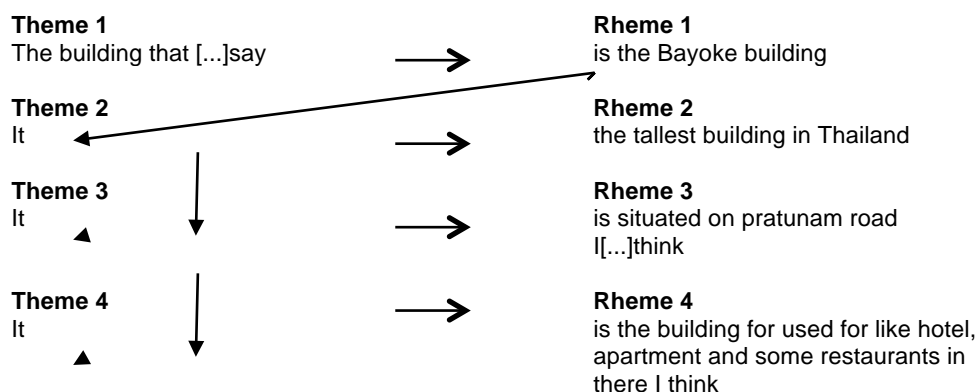 Theme 1 Rheme 1
The building that [...]say is the Bayoke building
Theme 2 Rheme 2
It the tallest building in Thailand
Theme 3 Rheme 3
It is situated on pratunam road
I[...]think
Theme 4 Rheme 4
It is the building for used for like hotel,
apartment and some restaurants in
there I think